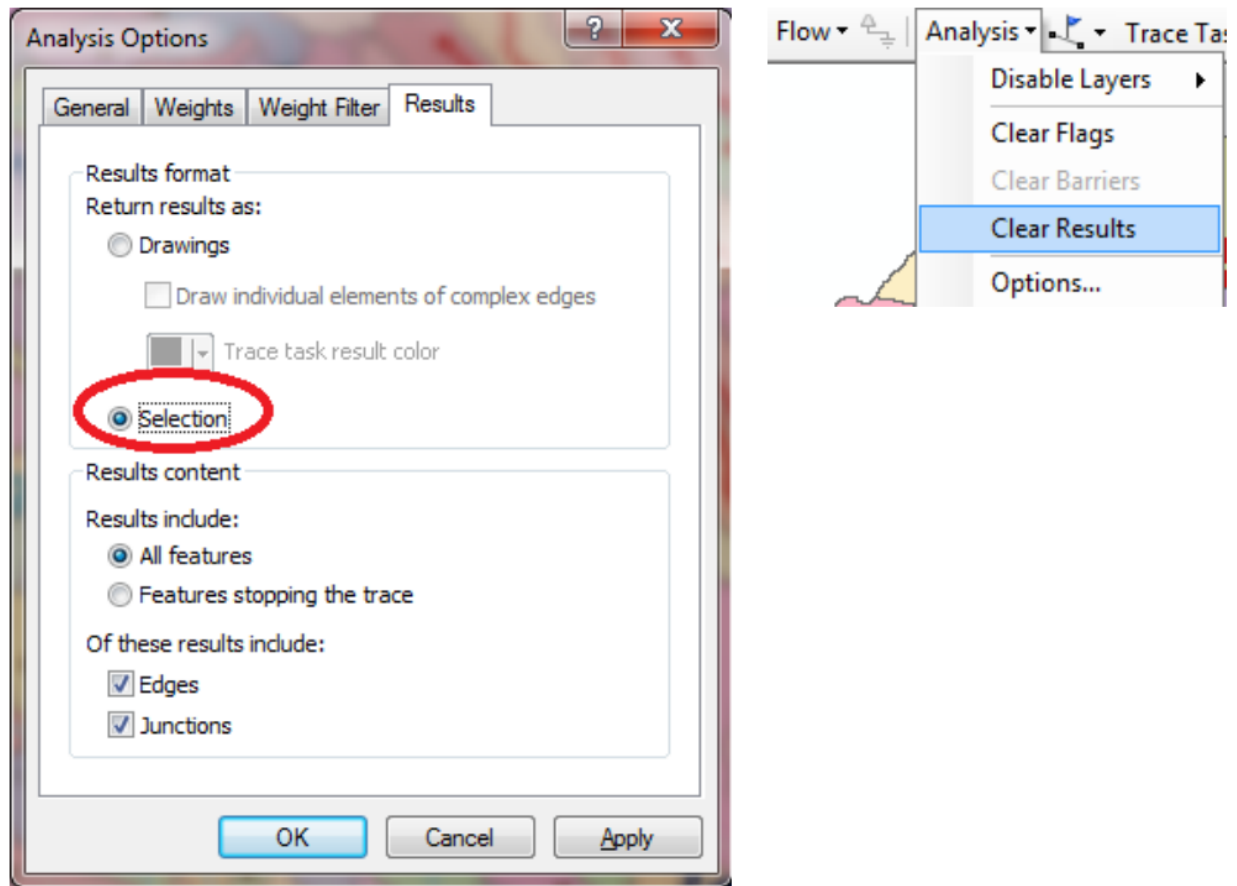 Analysis Options
?
X
General Weights Weight Filter Results
Results format
Return results as:
Drawings
Draw individual elements of complex edges
Trace task result color
Selection
Results content
Results include:
All features
Features stopping the trace
Of these results include:
Edges
Junctions
OK Cancel Apply
Flow Analysis Trace Ta
Disable Layers
Clear Flags
Clear Barriers
Clear Results
Options...